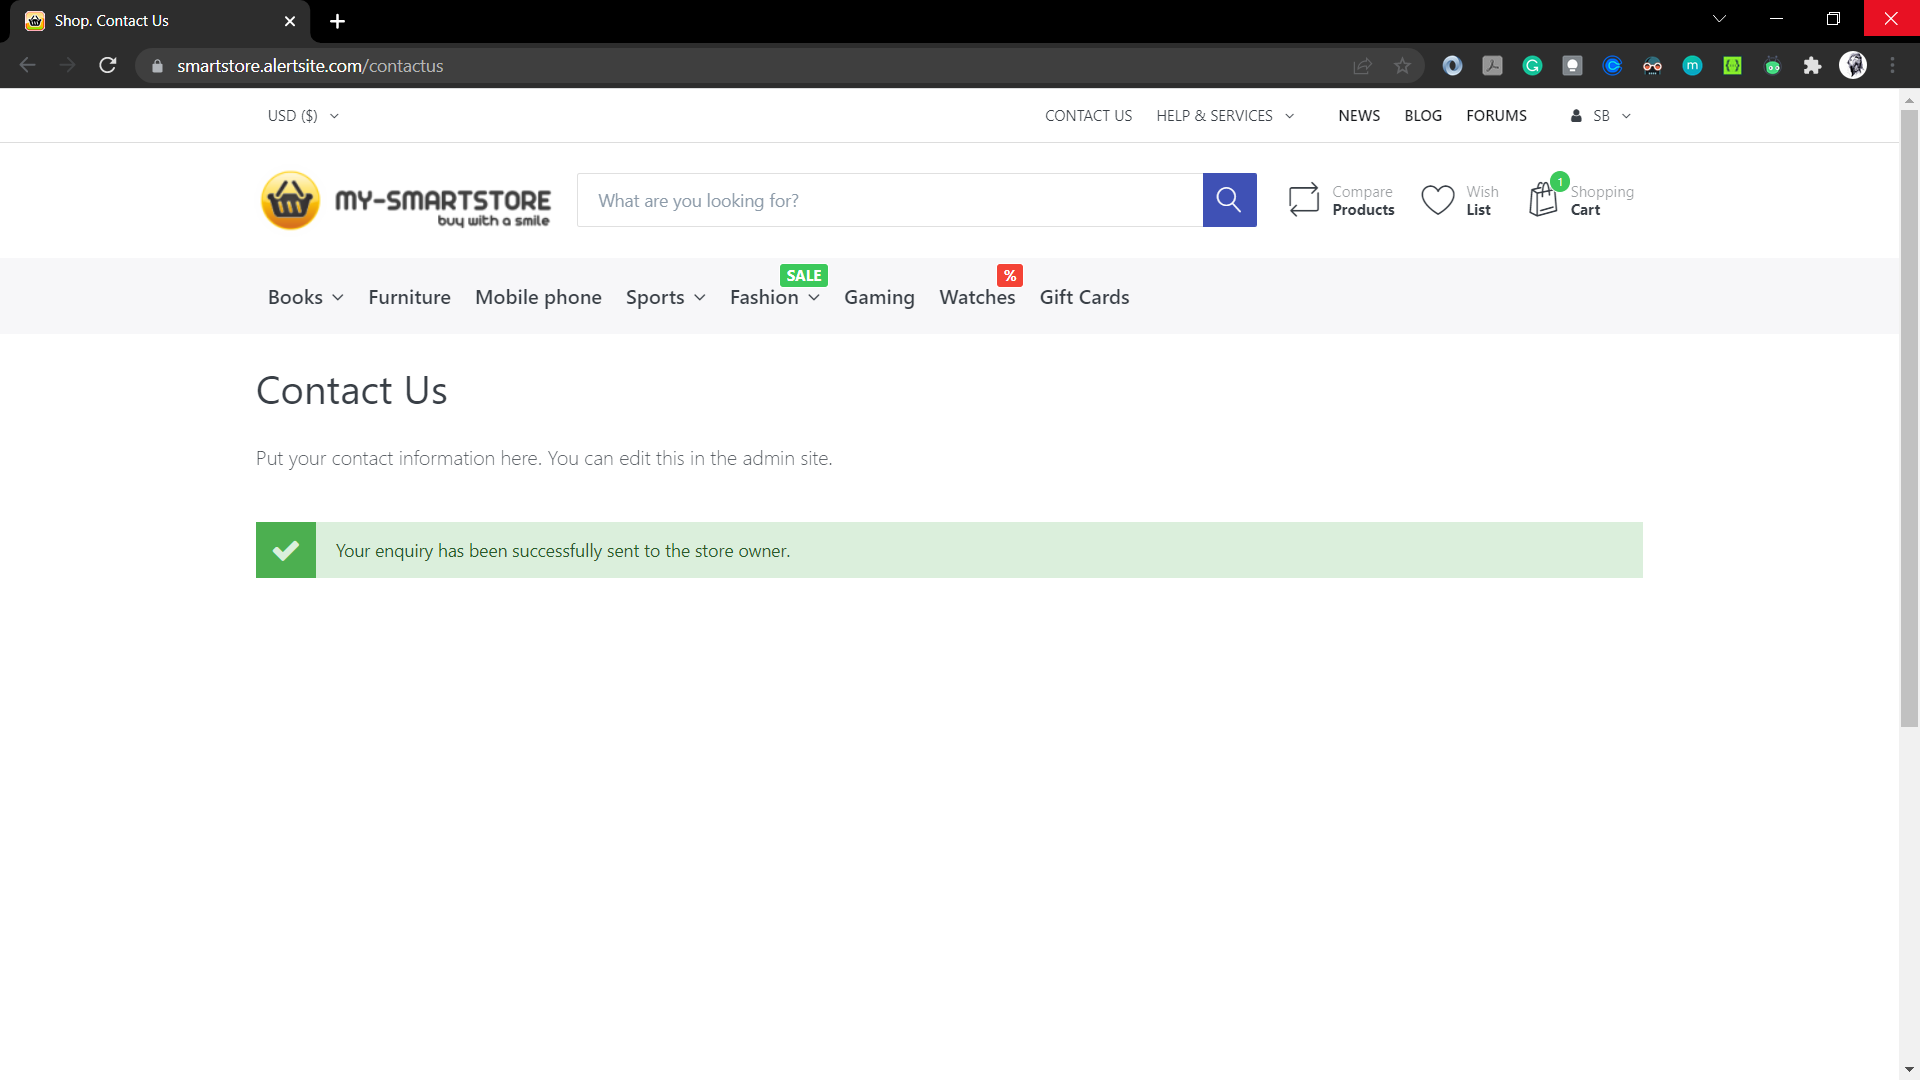 Shop. Contact Us
smartstore.alertsite.com/contactus
USD ($)
CONTACT US
HELP & SERVICES
NEWS
BLOG
FORUMS
SB
MY-SMARTSTORE
buy with a smile
What are you looking for?
Compare
Products
Wish
List
1
Shopping
Cart
Books
Furniture
Mobile phone
Sports
Fashion
SALE
Gaming
Watches
%
Gift Cards
Contact Us
Put your contact information here. You can edit this in the admin site.
Your enquiry has been successfully sent to the store owner.